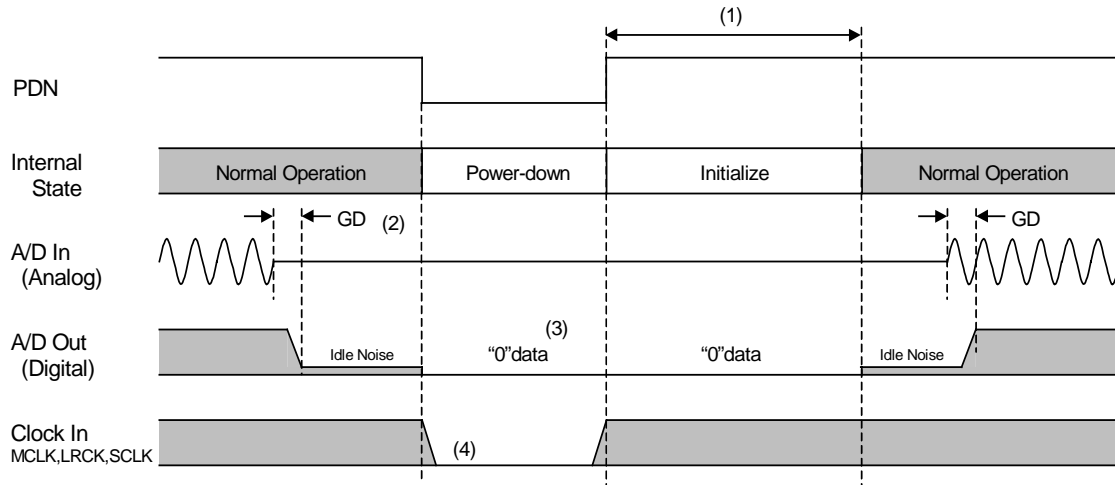 (1)
PDN
Internal
State
Normal Operation
Power-down
Initialize
Normal Operation
GD
(2)
GD
A/D In
(Analog)
A/D Out
(Digital)
Idle Noise
(3)
“0”data
“0”data
Idle Noise
Clock In
MCLK,LRCK,SCLK
(4)